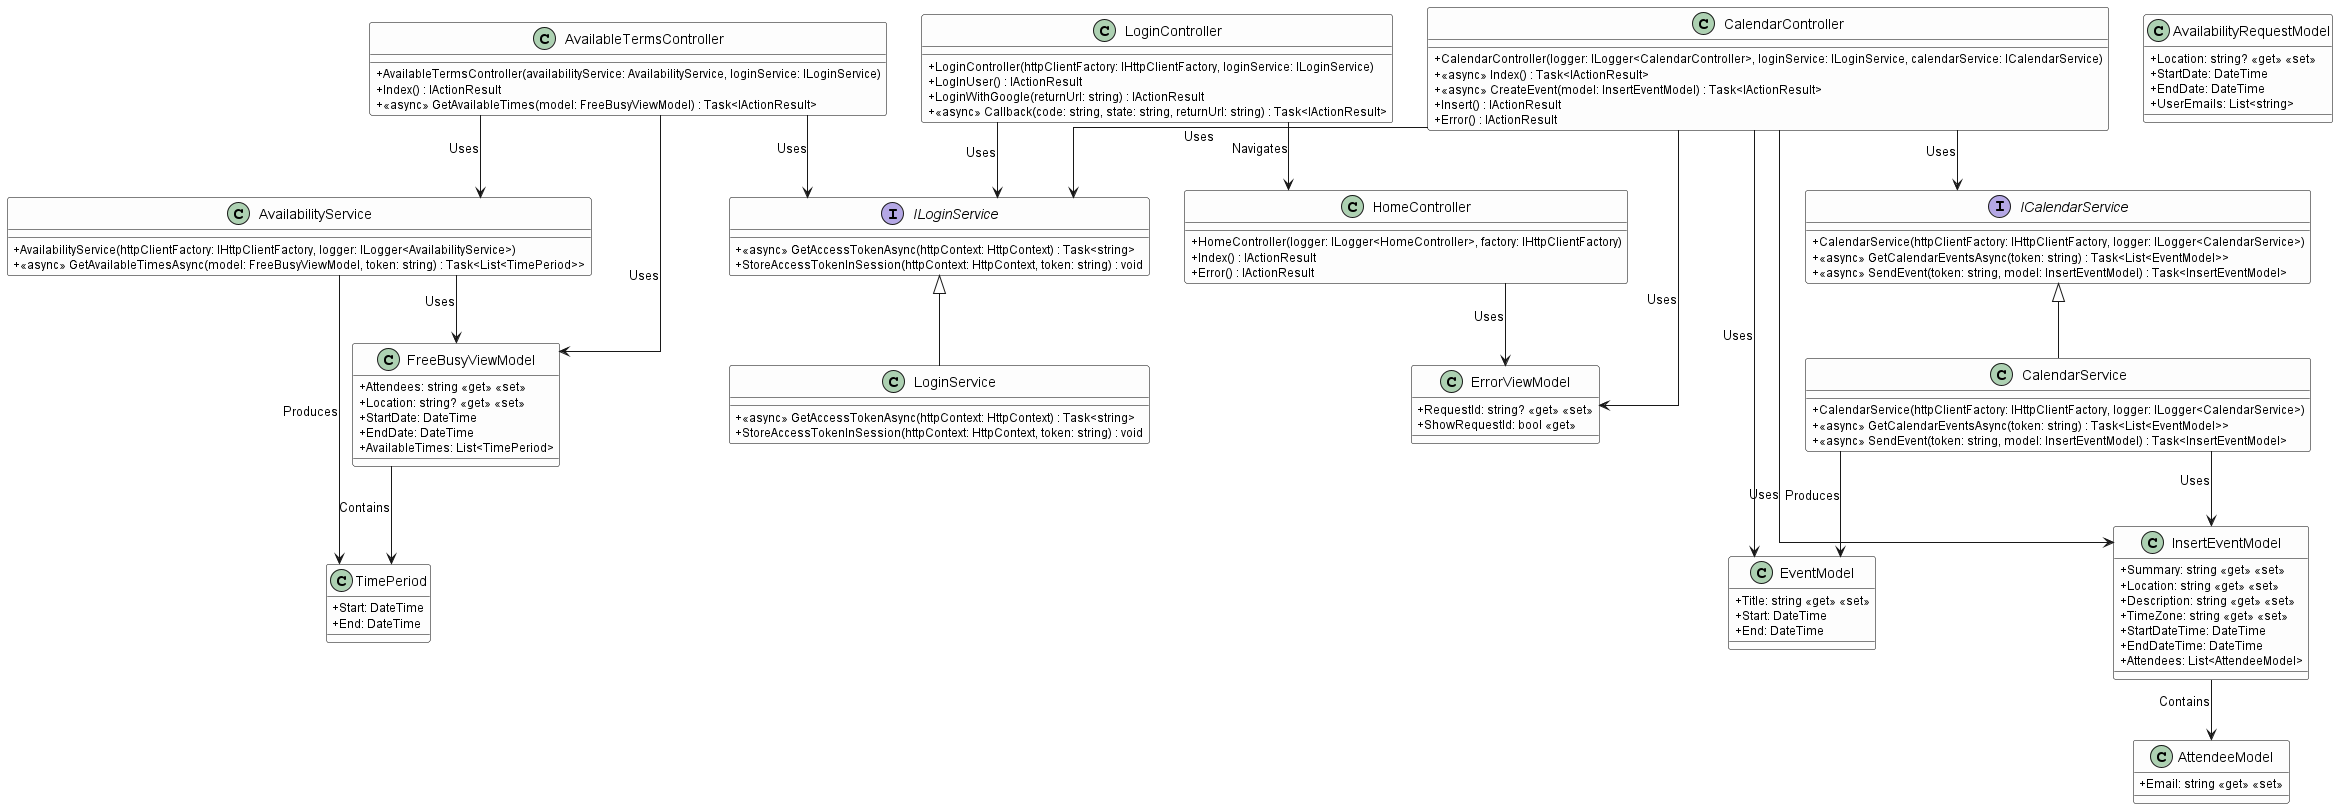 AvailableTermsController
+AvailableTermsController(availabilityService: AvailabilityService, loginService: ILoginService)
+Index() : IActionResult
+«async» GetAvailableTimes(model: FreeBusyViewModel) : Task<IActionResult>
LoginController
+LoginController(httpClientFactory: IHttpClientFactory, loginService: ILoginService)
+LogInUser() : IActionResult
+LoginWithGoogle(returnUrl: string) : IActionResult
+«async» Callback(code: string, state: string, returnUrl: string) : Task<IActionResult>
CalendarController
+CalendarController(logger: ILogger<CalendarController>, loginService: ILoginService, calendarService: ICalendarService)
+«async» Index() : Task<IActionResult>
+«async» CreateEvent(model: InsertEventModel) : Task<IActionResult>
+Insert() : IActionResult
+Error() : IActionResult
AvailabilityRequestModel
+Location: string? «get» «set»
+StartDate: DateTime
+EndDate: DateTime
+UserEmails: List<string>
Uses
Uses
Uses
Uses
Navigates
Uses
AvailabilityService
+AvailabilityService(httpClientFactory: IHttpClientFactory, logger: ILogger<AvailabilityService>)
+«async» GetAvailableTimesAsync(model: FreeBusyViewModel, token: string) : Task<List<TimePeriod>>
Uses
ILoginService
+«async» GetAccessTokenAsync(httpContext: HttpContext) : Task<string>
+StoreAccessTokenInSession(httpContext: HttpContext, token: string) : void
HomeController
+HomeController(logger: ILogger<HomeController>, factory: IHttpClientFactory)
+Index() : IActionResult
+Error() : IActionResult
ICalendarService
+CalendarService(httpClientFactory: IHttpClientFactory, logger: ILogger<CalendarService>)
+«async» GetCalendarEventsAsync(token: string) : Task<List<EventModel>>
+«async» SendEvent(token: string, model: InsertEventModel) : Task<InsertEventModel>
Uses
Uses
Uses
Uses
FreeBusyViewModel
+Attendees: string «get» «set»
+Location: string? «get» «set»
+StartDate: DateTime
+EndDate: DateTime
+AvailableTimes: List<TimePeriod>
LoginService
+«async» GetAccessTokenAsync(httpContext: HttpContext) : Task<string>
+StoreAccessTokenInSession(httpContext: HttpContext, token: string) : void
ErrorViewModel
+RequestId: string? «get» «set»
+ShowRequestId: bool «get»
CalendarService
+CalendarService(httpClientFactory: IHttpClientFactory, logger: ILogger<CalendarService>)
+«async» GetCalendarEventsAsync(token: string) : Task<List<EventModel>>
+«async» SendEvent(token: string, model: InsertEventModel) : Task<InsertEventModel>
Produces
Contains
Uses
Produces
Uses
TimePeriod
+Start: DateTime
+End: DateTime
EventModel
+Title: string «get» «set»
+Start: DateTime
+End: DateTime
InsertEventModel
+Summary: string «get» «set»
+Location: string «get» «set»
+Description: string «get» «set»
+TimeZone: string «get» «set»
+StartDateTime: DateTime
+EndDateTime: DateTime
+Attendees: List<AttendeeModel>
Contains
AttendeeModel
+Email: string «get» «set»